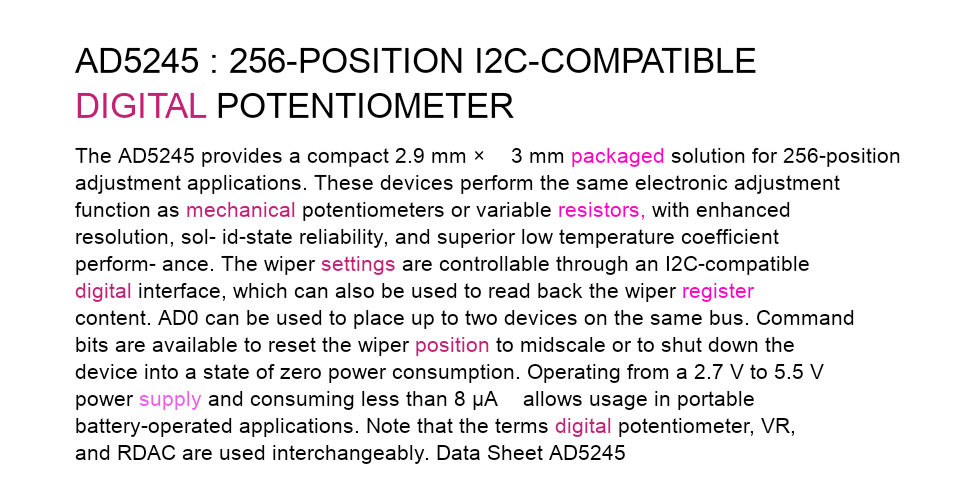 AD5245 : 256-POSITION I2C-COMPATIBLE
DIGITAL POTENTIOMETER
The AD5245 provides a compact 2.9 mm × 3 mm packaged solution for 256-position
adjustment applications. These devices perform the same electronic adjustment
function as mechanical potentiometers or variable resistors, with enhanced
resolution, sol- id-state reliability, and superior low temperature coefficient
perform- ance. The wiper settings are controllable through an I2C-compatible
digital interface, which can also be used to read back the wiper register
content. AD0 can be used to place up to two devices on the same bus. Command
bits are available to reset the wiper position to midscale or to shut down the
device into a state of zero power consumption. Operating from a 2.7 V to 5.5 V
power supply and consuming less than 8 μA allows usage in portable
battery-operated applications. Note that the terms digital potentiometer, VR,
and RDAC are used interchangeably. Data Sheet AD5245